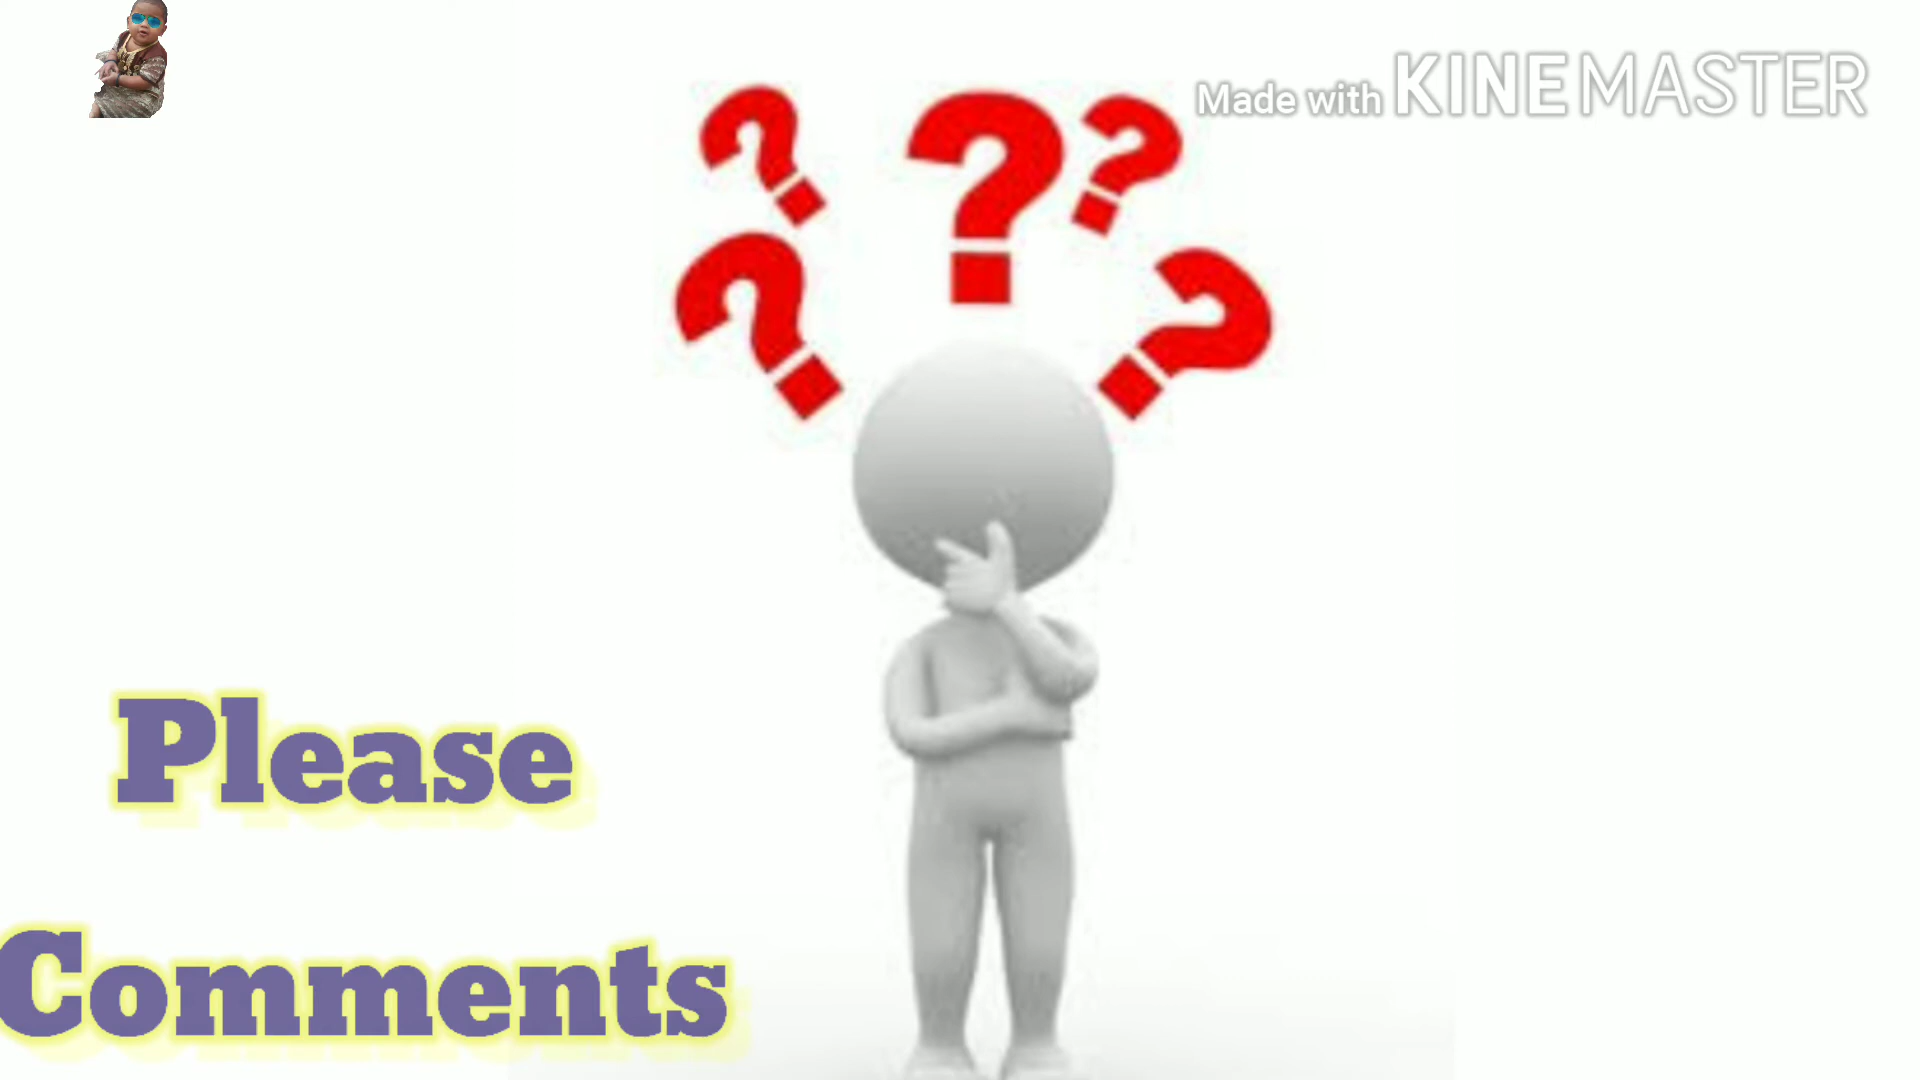 Made with KINEMASTER
? ? ?
? ?
Please
Comments